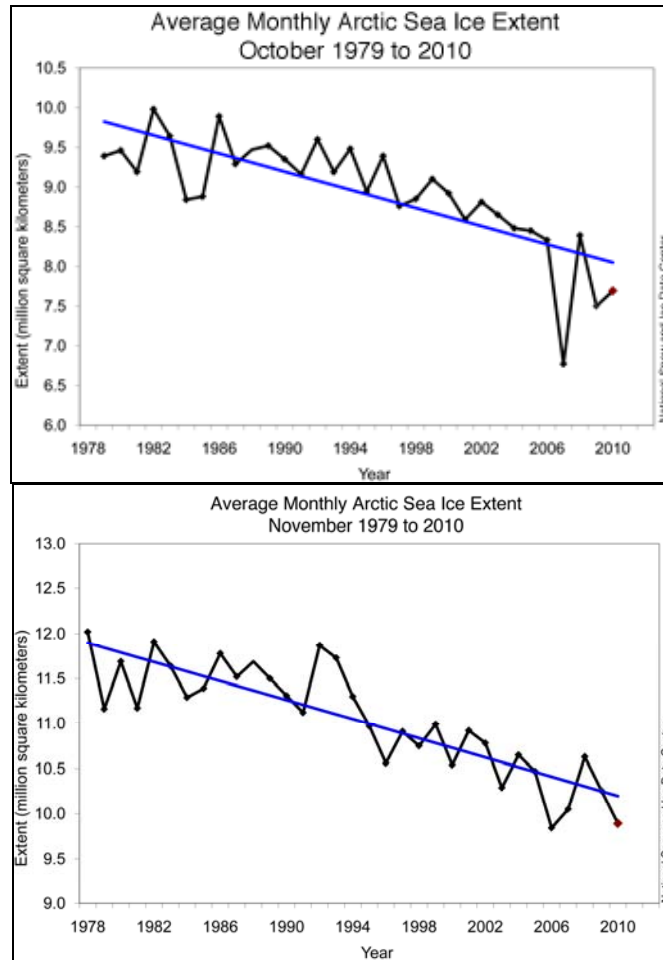 Average Monthly Arctic Sea Ice Extent
October 1979 to 2010
Extent (million square kilometers)
10.5
10.0
9.5
9.0
8.5
8.0
7.5
7.0
6.5
6.0
1978 1982 1986 1990 1994 1998 2002 2006 2010
Year
Average Monthly Arctic Sea Ice Extent
November 1979 to 2010
Extent (million square kilometers)
13.0
12.5
12.0
11.5
11.0
10.5
10.0
9.5
9.0
1978 1982 1986 1990 1994 1998 2002 2006 2010
Year